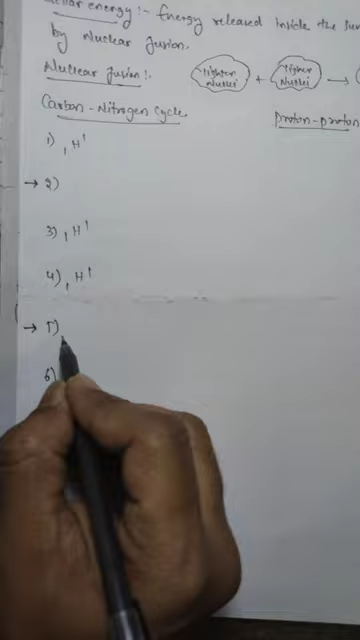 Stellar energy :- Energy released inside the
by Nuclear fusion.
Nuclear fusion :-
lighter Nuclei + lighter Nuclei →
Carbon - Nitrogen Cycle
Proton - proton
1) ₁H¹
→ 2)
3) ₁H¹
4) ₁H¹
→ 5)
6)